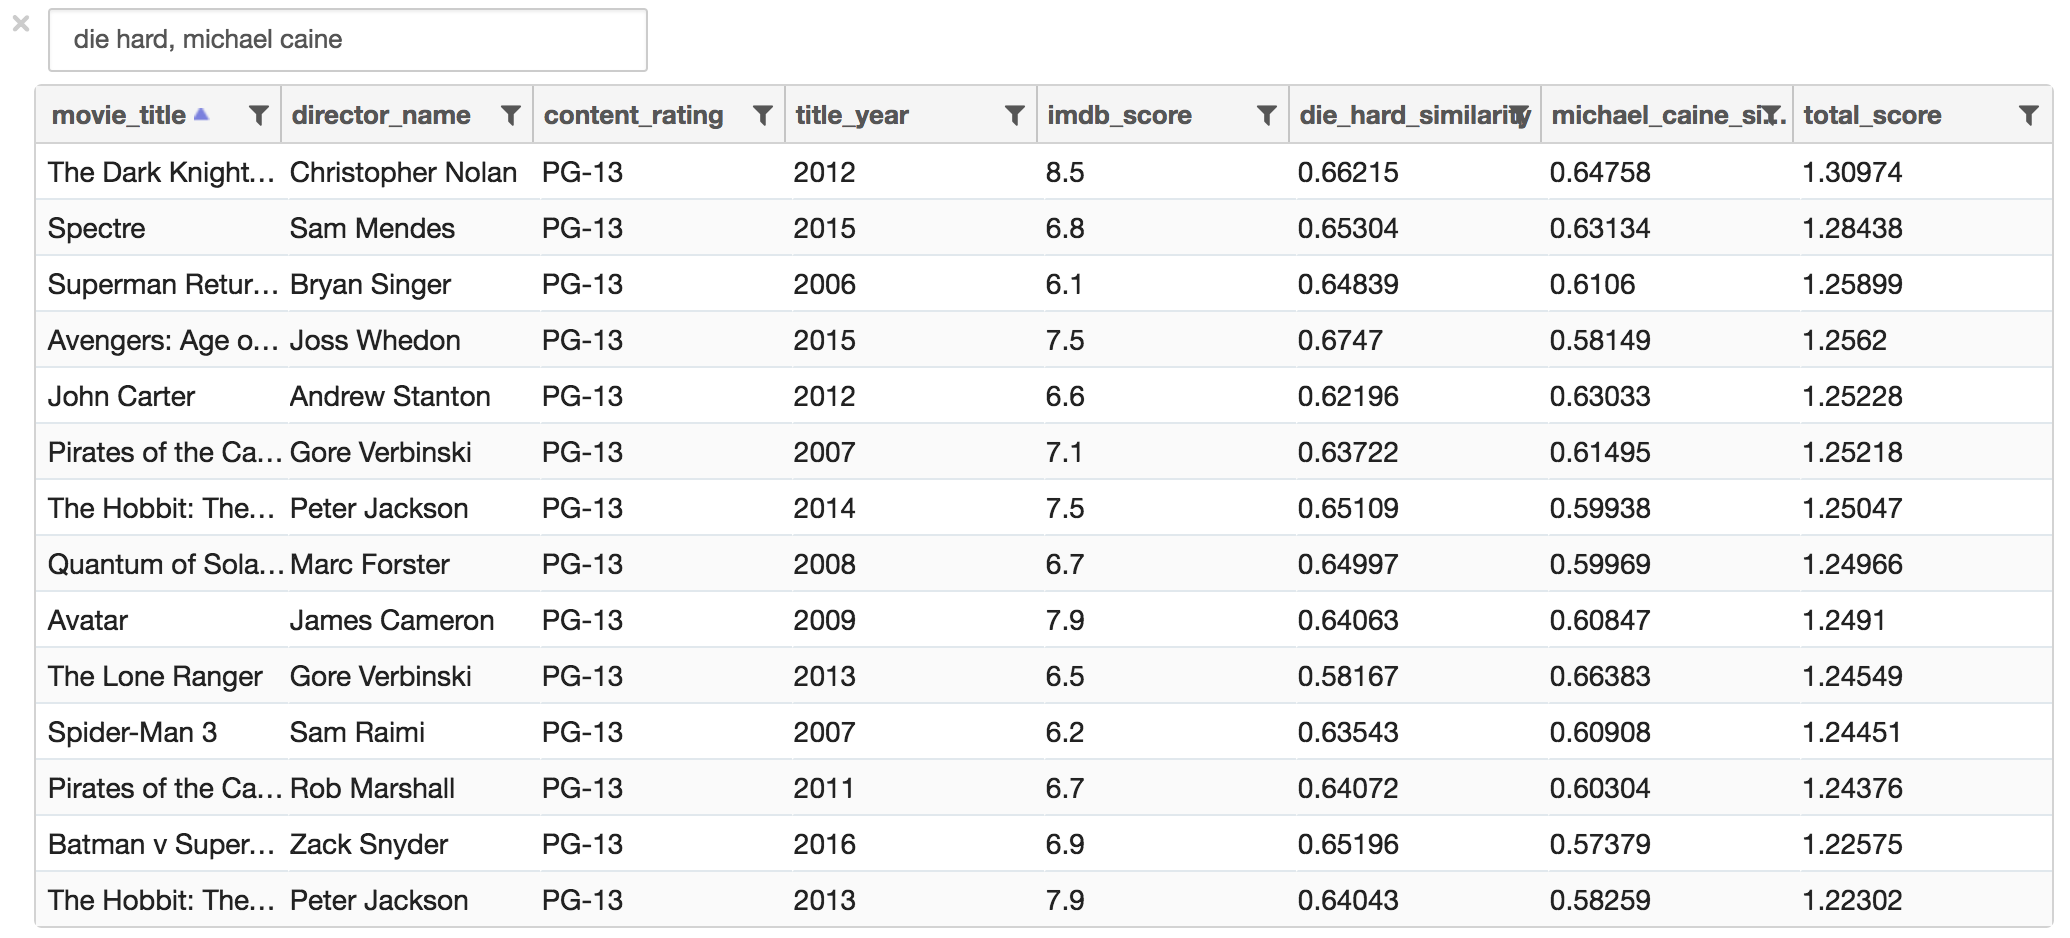 die hard, michael caine
movie_title director_name content_rating title_year imdb_score die_hard_similarity michael_caine_si... total_score
The Dark Knight... Christopher Nolan PG-13 2012 8.5 0.66215 0.64758 1.30974
Spectre Sam Mendes PG-13 2015 6.8 0.65304 0.63134 1.28438
Superman Retur... Bryan Singer PG-13 2006 6.1 0.64839 0.6106 1.25899
Avengers: Age o... Joss Whedon PG-13 2015 7.5 0.6747 0.58149 1.2562
John Carter Andrew Stanton PG-13 2012 6.6 0.62196 0.63033 1.25228
Pirates of the Ca... Gore Verbinski PG-13 2007 7.1 0.63722 0.61495 1.25218
The Hobbit: The... Peter Jackson PG-13 2014 7.5 0.65109 0.59938 1.25047
Quantum of Sola... Marc Forster PG-13 2008 6.7 0.64997 0.59969 1.24966
Avatar James Cameron PG-13 2009 7.9 0.64063 0.60847 1.2491
The Lone Ranger Gore Verbinski PG-13 2013 6.5 0.58167 0.66383 1.24549
Spider-Man 3 Sam Raimi PG-13 2007 6.2 0.63543 0.60908 1.24451
Pirates of the Ca... Rob Marshall PG-13 2011 6.7 0.64072 0.60304 1.24376
Batman v Super... Zack Snyder PG-13 2016 6.9 0.65196 0.57379 1.22575
The Hobbit: The... Peter Jackson PG-13 2013 7.9 0.64043 0.58259 1.22302